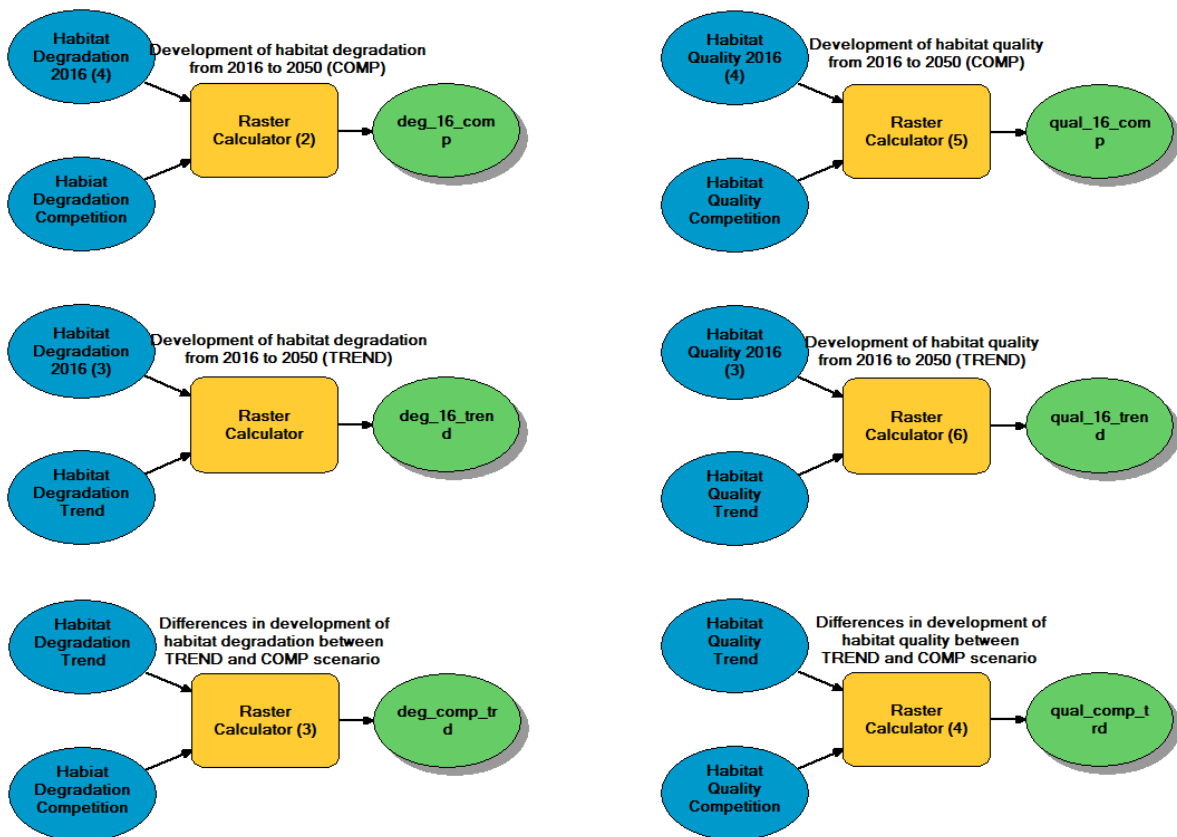 Habitat
Degradation
2016 (4)
Development of habitat degradation
from 2016 to 2050 (COMP)
Raster
Calculator (2)
deg_16_com
p
Habiat
Degradation
Competition
Habitat
Quality 2016
(4)
Development of habitat quality
from 2016 to 2050 (COMP)
Raster
Calculator (5)
qual_16_com
p
Habitat
Quality
Competition
Habitat
Degradation
2016 (3)
Development of habitat degradation
from 2016 to 2050 (TREND)
Raster
Calculator
deg_16_tren
d
Habitat
Degradation
Trend
Habitat
Quality 2016
(3)
Development of habitat quality
from 2016 to 2050 (TREND)
Raster
Calculator (6)
qual_16_tren
d
Habitat
Quality
Trend
Habitat
Degradation
Trend
Differences in development of
habitat degradation between
TREND and COMP scenario
Raster
Calculator (3)
deg_comp_tr
d
Habiat
Degradation
Competition
Habitat
Quality
Trend
Differences in development of
habitat quality between
TREND and COMP scenario
Raster
Calculator (4)
qual_comp_t
rd
Habitat
Quality
Competition